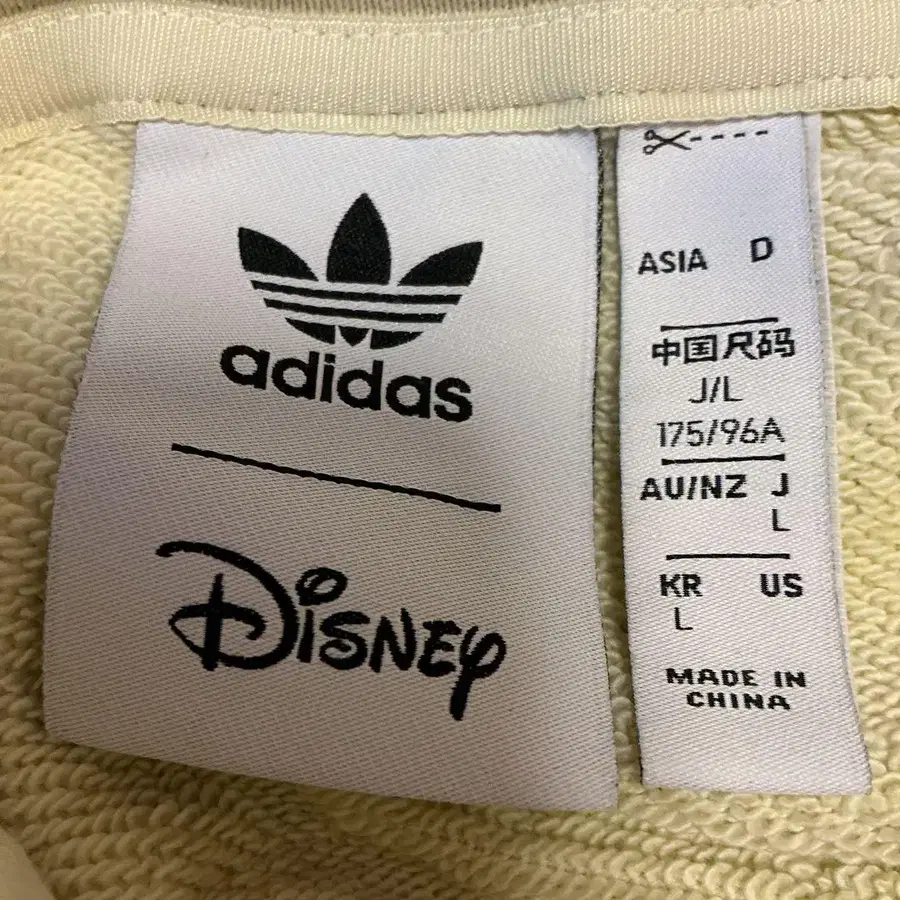 adidas
Disney
ASIA D
中国尺码
J/L
175/96A
AU/NZ J
L
KR US
L
MADE IN
CHINA